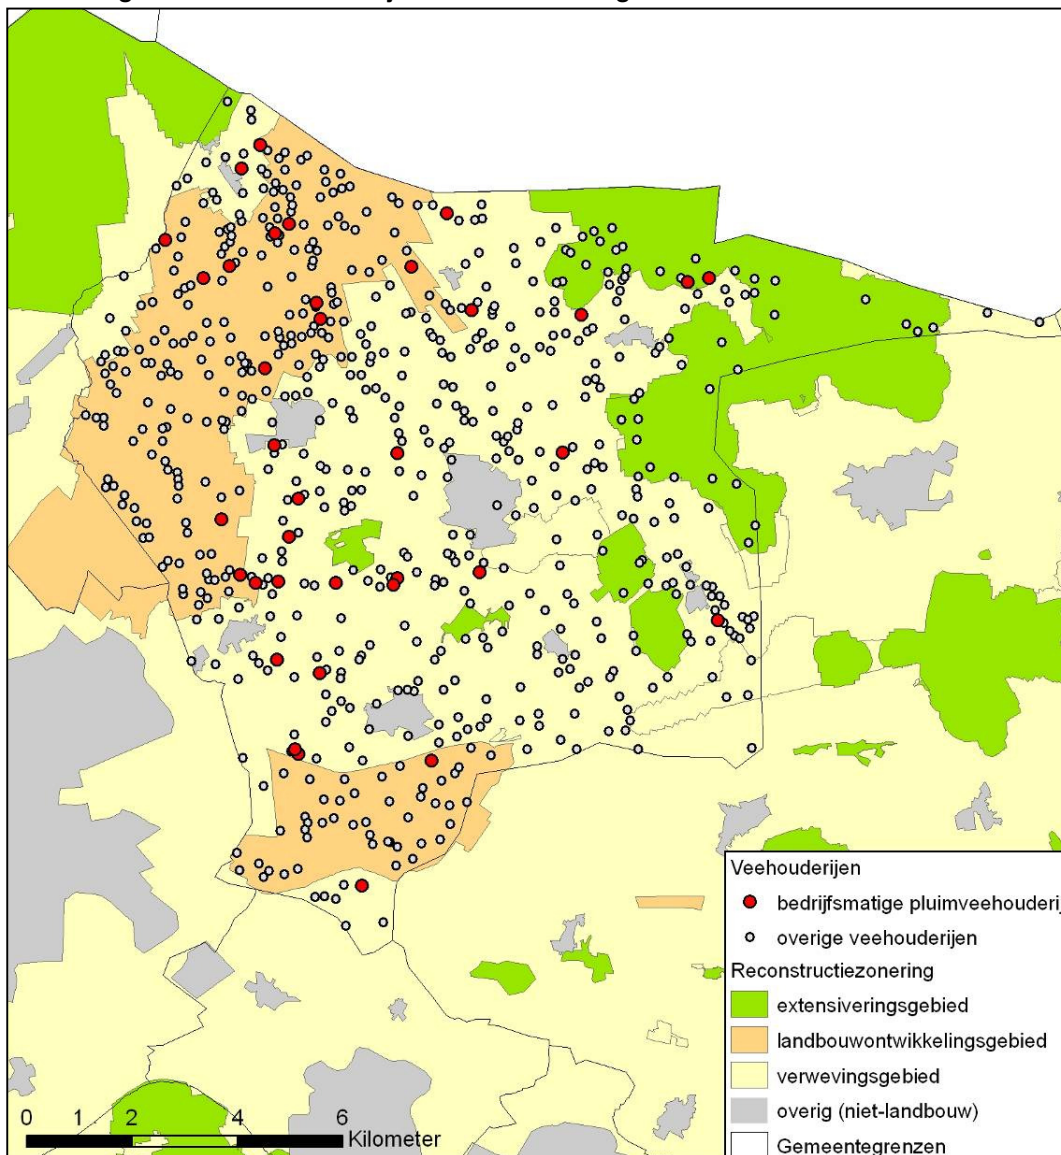 Veehouderijen
bedrijfsmatige pluimveehouderij
overige veehouderijen
Reconstructiezonering
extensiveringsgebied
landbouwontwikkelingsgebied
verwevingsgebied
overig (niet-landbouw)
Gemeentegrenzen
0 1 2 4 6
Kilometer